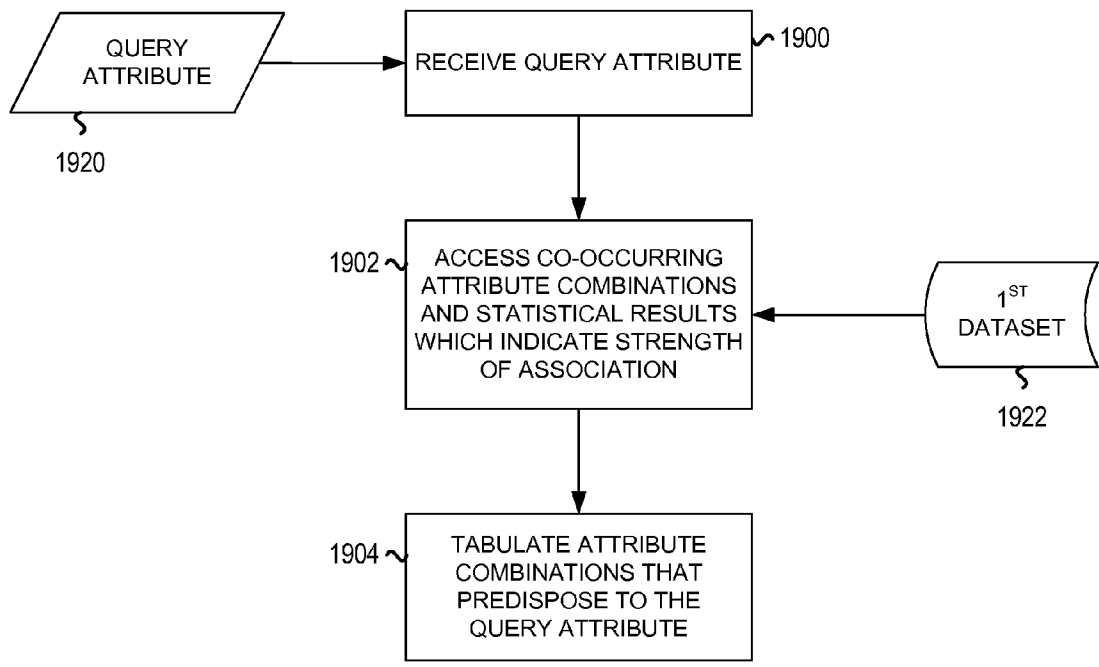 QUERY
ATTRIBUTE
1920
RECEIVE QUERY ATTRIBUTE
1900
1902
ACCESS CO-OCCURRING
ATTRIBUTE COMBINATIONS
AND STATISTICAL RESULTS
WHICH INDICATE STRENGTH
OF ASSOCIATION
1ST
DATASET
1922
1904
TABULATE ATTRIBUTE
COMBINATIONS THAT
PREDISPOSE TO THE
QUERY ATTRIBUTE